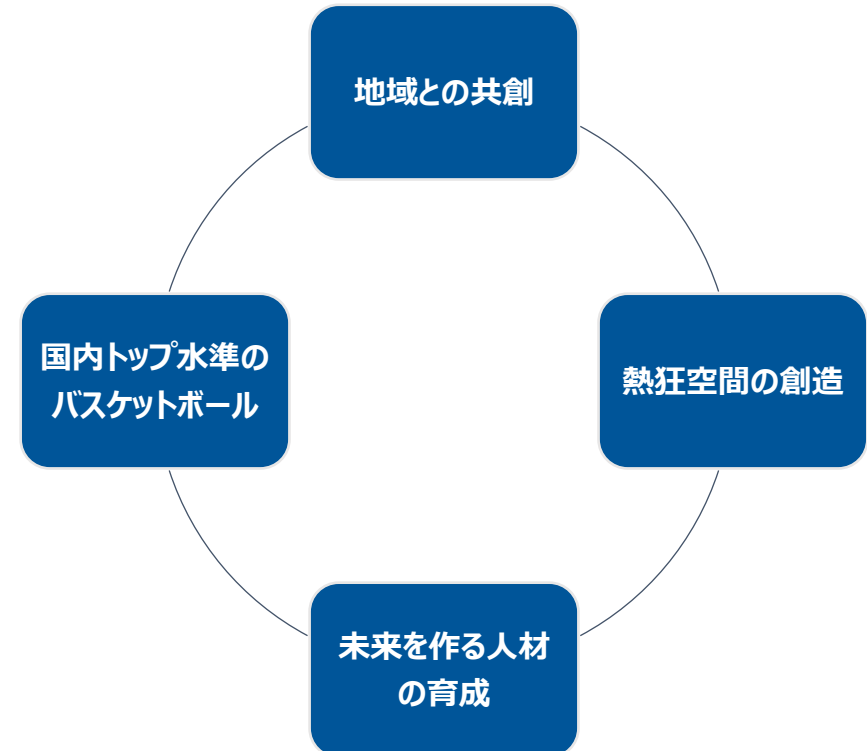 地域との共創
国内トップ水準の
バスケットボール
熱狂空間の創造
未来を作る人材
の育成